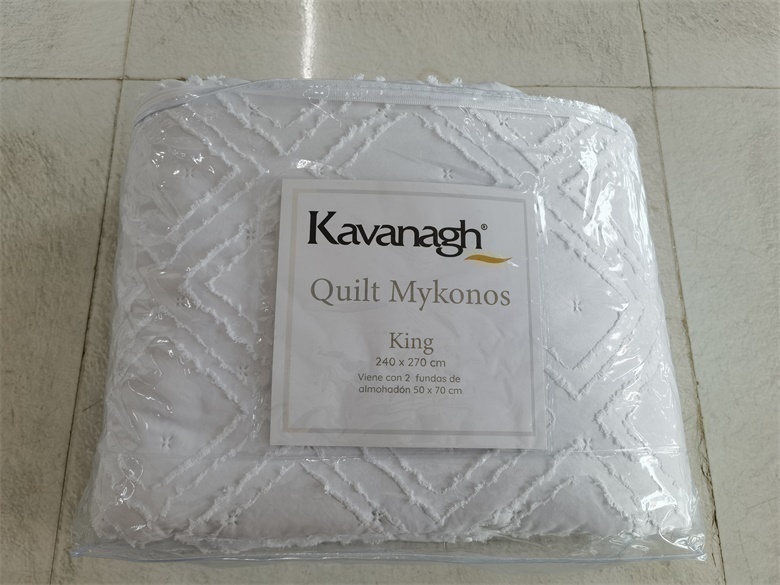 Kavanagh®
Quilt Mykonos
King
240 x 270 cm
Viene con 2 fundas de
almohadón 50 x 70 cm